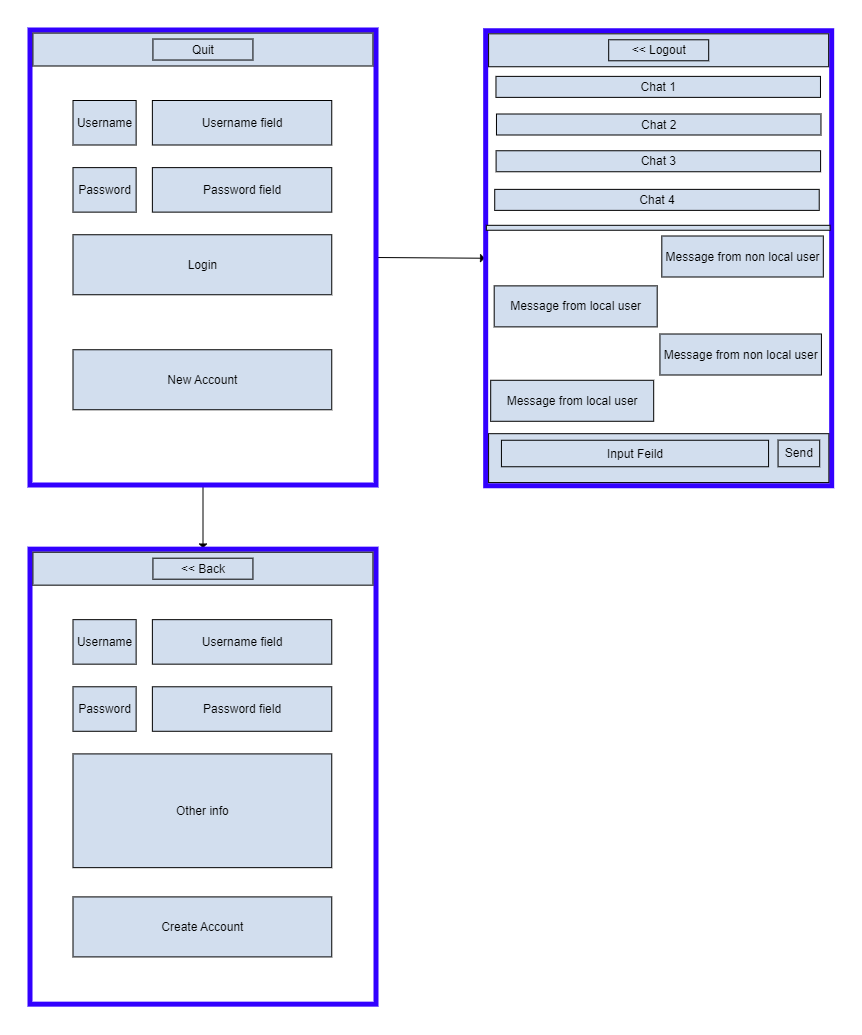 Quit
Username
Username field
Password
Password field
Login
New Account
<< Logout
Chat 1
Chat 2
Chat 3
Chat 4
Message from non local user
Message from local user
Message from non local user
Message from local user
Input Feild
Send
<< Back
Username
Username field
Password
Password field
Other info
Create Account